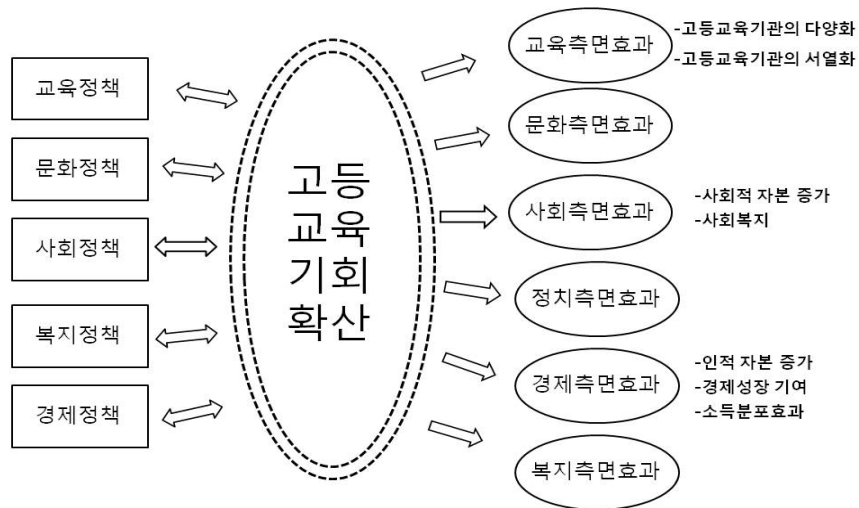 교육정책
문화정책
사회정책
복지정책
경제정책
고등
교육
기회
확산
교육측면효과
-고등교육기관의 다양화
-고등교육기관의 서열화
문화측면효과
사회측면효과
-사회적 자본 증가
-사회복지
정치측면효과
경제측면효과
-인적 자본 증가
-경제성장 기여
-소득분포효과
복지측면효과